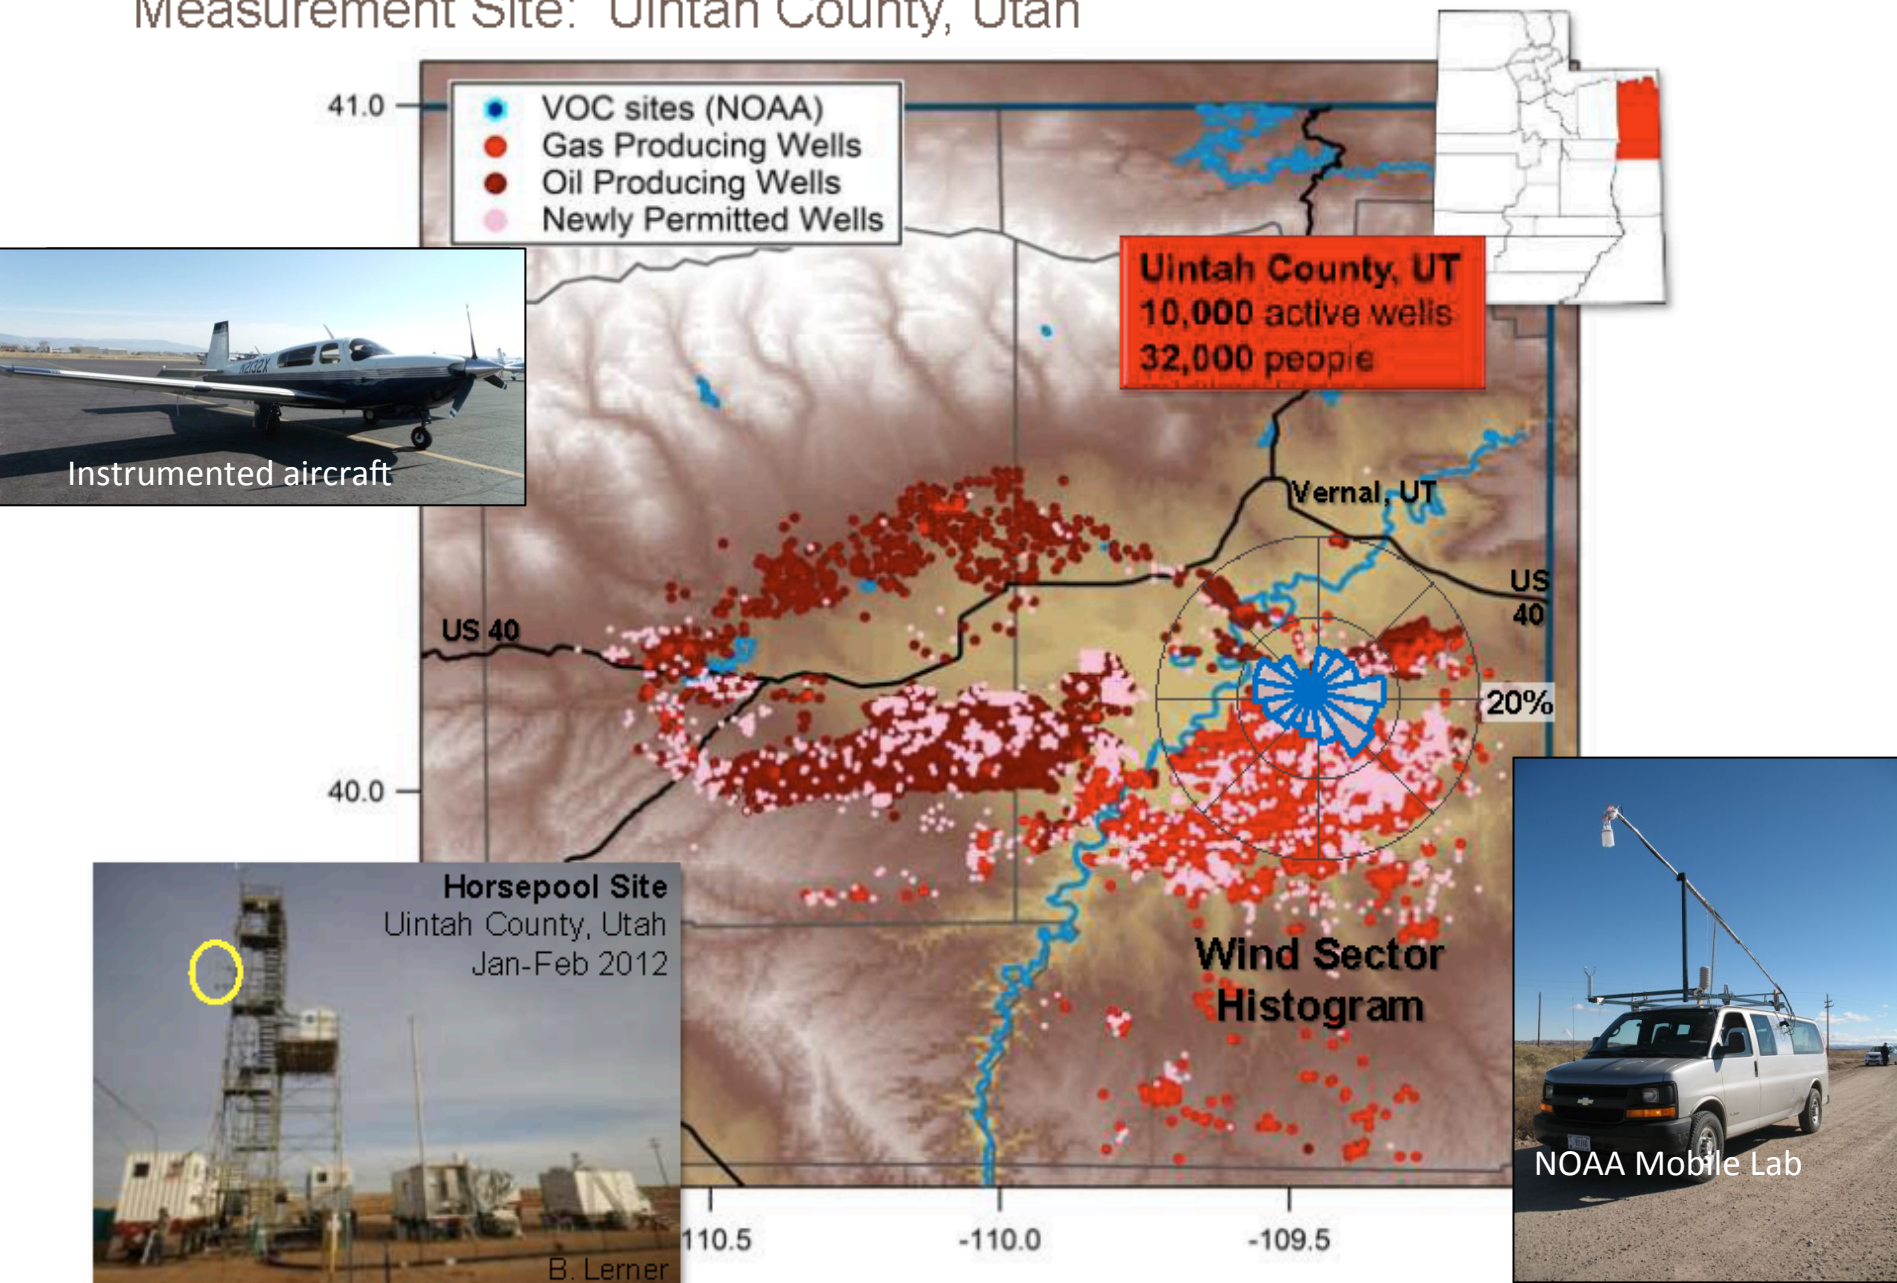 Measurement Site: Uintah County, Utah
41.0
VOC sites (NOAA)
Gas Producing Wells
Oil Producing Wells
Newly Permitted Wells
Uintah County, UT
10,000 active wells
32,000 people
N2132X
Instrumented aircraft
Vernal, UT
US
40
US 40
20%
40.0
Horsepool Site
Uintah County, Utah
Jan-Feb 2012
Wind Sector
Histogram
NOAA Mobile Lab
110.5
-110.0
-109.5
B. Lerner